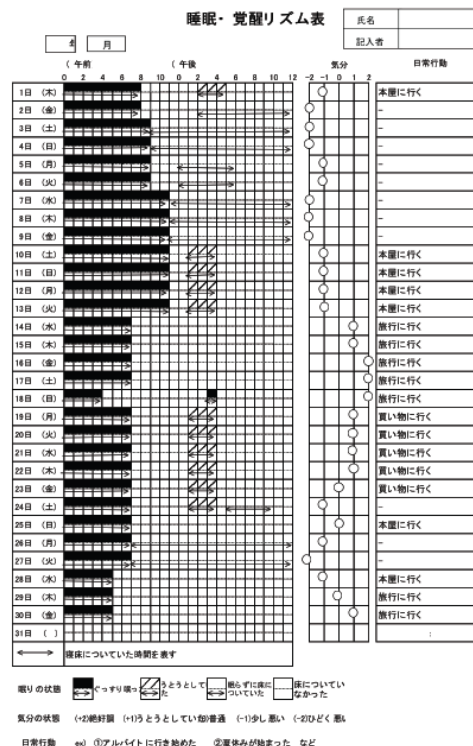 睡眠・覚醒リズム表
氏名
記入者
月
(午前 (午後 気分 日常行動
0 2 4 6 8 10 12 2 4 6 8 10 12 −2 −1 0 1 2
1日 (木) 本屋に行く
2日 (金) −
3日 (土) −
4日 (日) −
5日 (月) −
6日 (火) −
7日 (水) −
8日 (木) −
9日 (金) −
10日 (土) 本屋に行く
11日 (日) 本屋に行く
12日 (月) 本屋に行く
13日 (火) 本屋に行く
14日 (水) 旅行に行く
15日 (木) 旅行に行く
16日 (金) 旅行に行く
17日 (土) 旅行に行く
18日 (日) 旅行に行く
19日 (月) 買い物に行く
20日 (火) 買い物に行く
21日 (水) 買い物に行く
22日 (木) 買い物に行く
23日 (金) 買い物に行く
24日 (土) −
25日 (日) 本屋に行く
26日 (月) −
27日 (火) −
28日 (水) 本屋に行く
29日 (木) 旅行に行く
30日 (金) 旅行に行く
31日 ( ) :
寝床についていた時間を表す
眠りの状態 ぐっすり眠っ うとうとして た 眠らずに床に ついていた 床についてい なかった
気分の状態 (+2)絶好調 (+1)うとうとしていた (0)普通 (-1)少し悪い (-2)ひどく悪い
日常行動 ex) ①アルバイトに行き始めた ②夏休みが始まった など